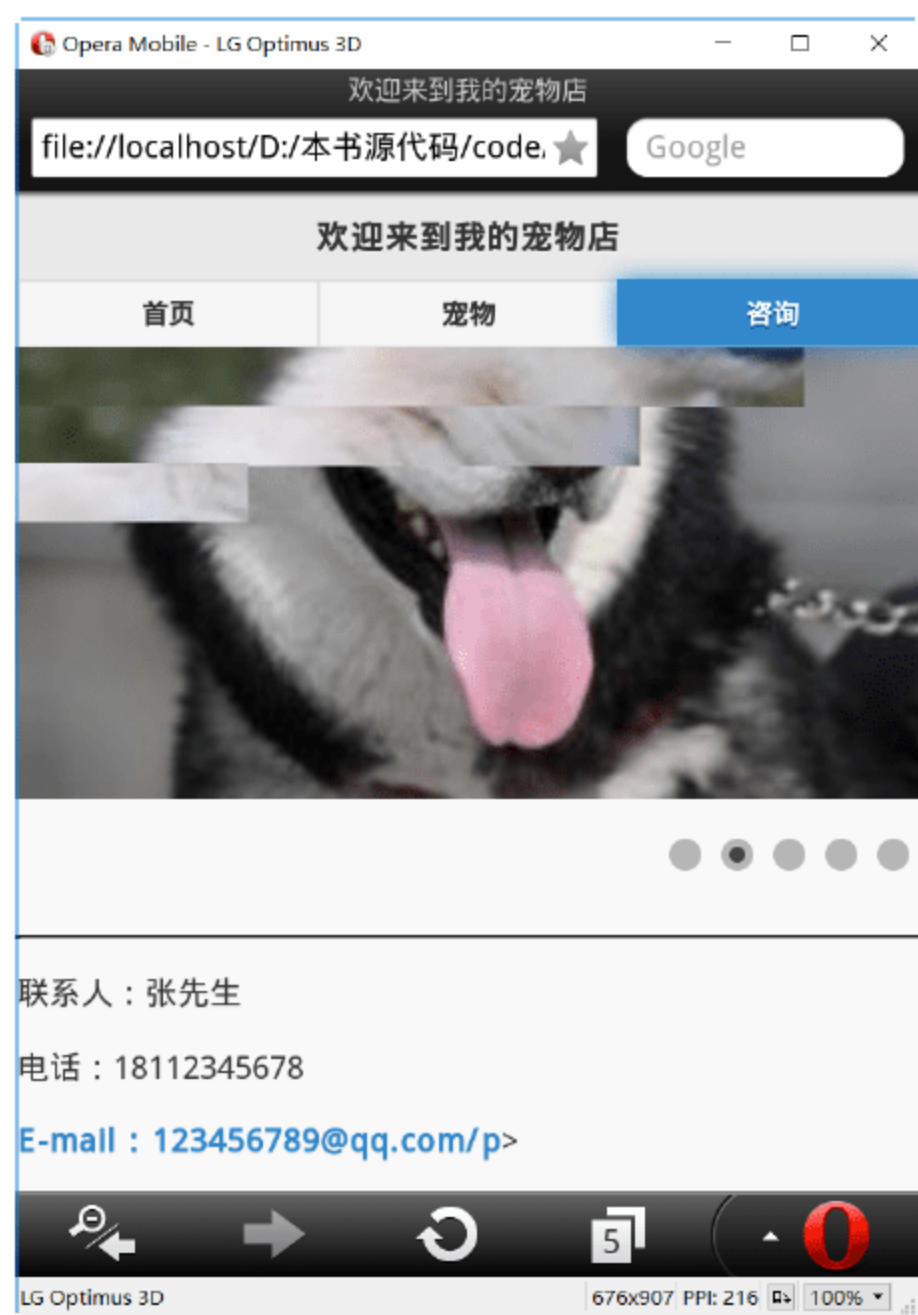 Opera Mobile - LG Optimus 3D
欢迎来到我的宠物店
file://localhost/D:/本书源代码/code, Google
欢迎来到我的宠物店
首页 宠物 咨询
联系人：张先生
电话：18112345678
E-mail：123456789@qq.com/p>
5
LG Optimus 3D 676x907 PPI: 216 100%